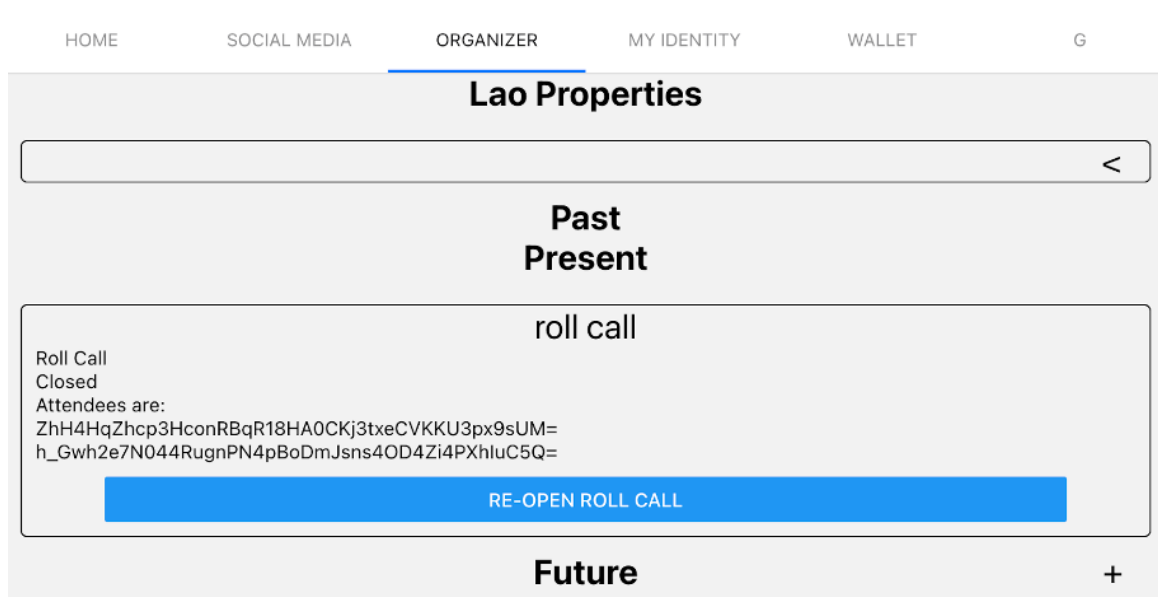 HOME SOCIAL MEDIA ORGANIZER MY IDENTITY WALLET G
Lao Properties
<
Past
Present
roll call
Roll Call
Closed
Attendees are:
ZhH4HqZhcp3HconRBqR18HA0CKj3txeCVKKU3px9sUM=
h_Gwh2e7N044RugnPN4pBoDmJsns4OD4Zi4PXhIuC5Q=
RE-OPEN ROLL CALL
Future +